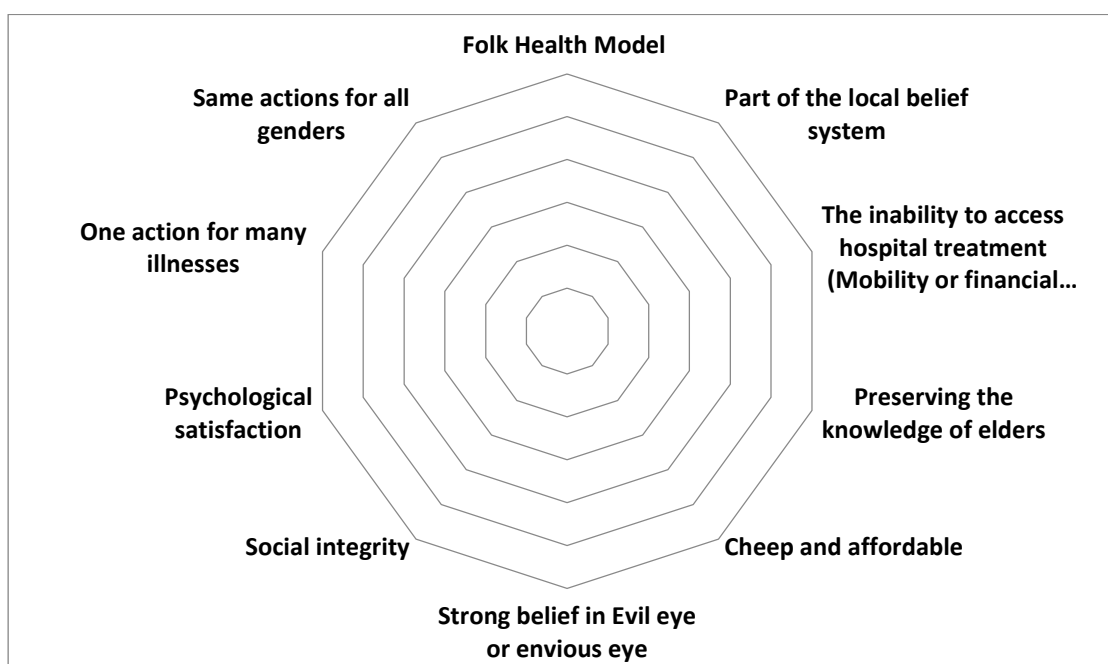 Folk Health Model
Part of the local belief
system
The inability to access
hospital treatment
(Mobility or financial…
Preserving the
knowledge of elders
Cheep and affordable
Strong belief in Evil eye
or envious eye
Social integrity
Psychological
satisfaction
One action for many
illnesses
Same actions for all
genders